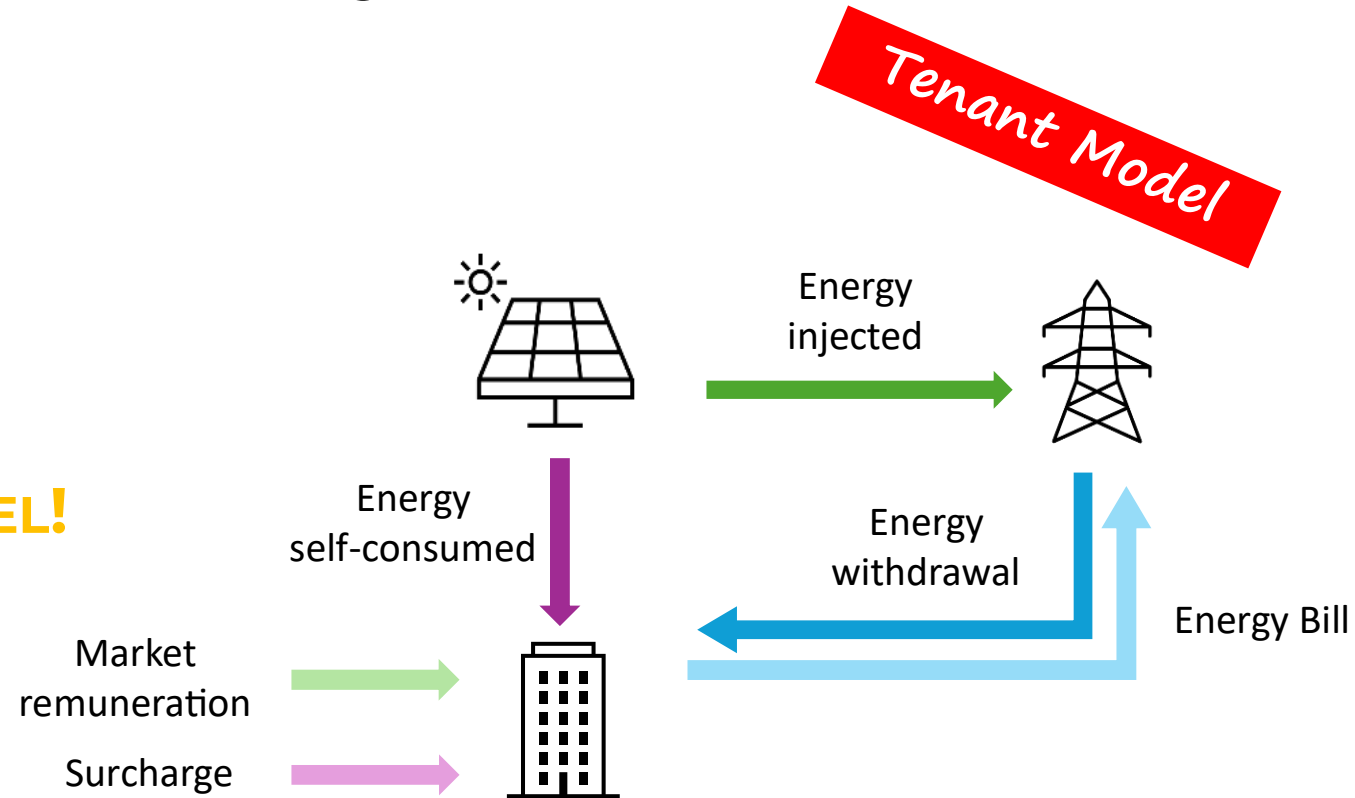 Tenant Model
Energy
injected
EL!
Energy
self-consumed
Energy
withdrawal
Energy Bill
Market
remuneration
Surcharge